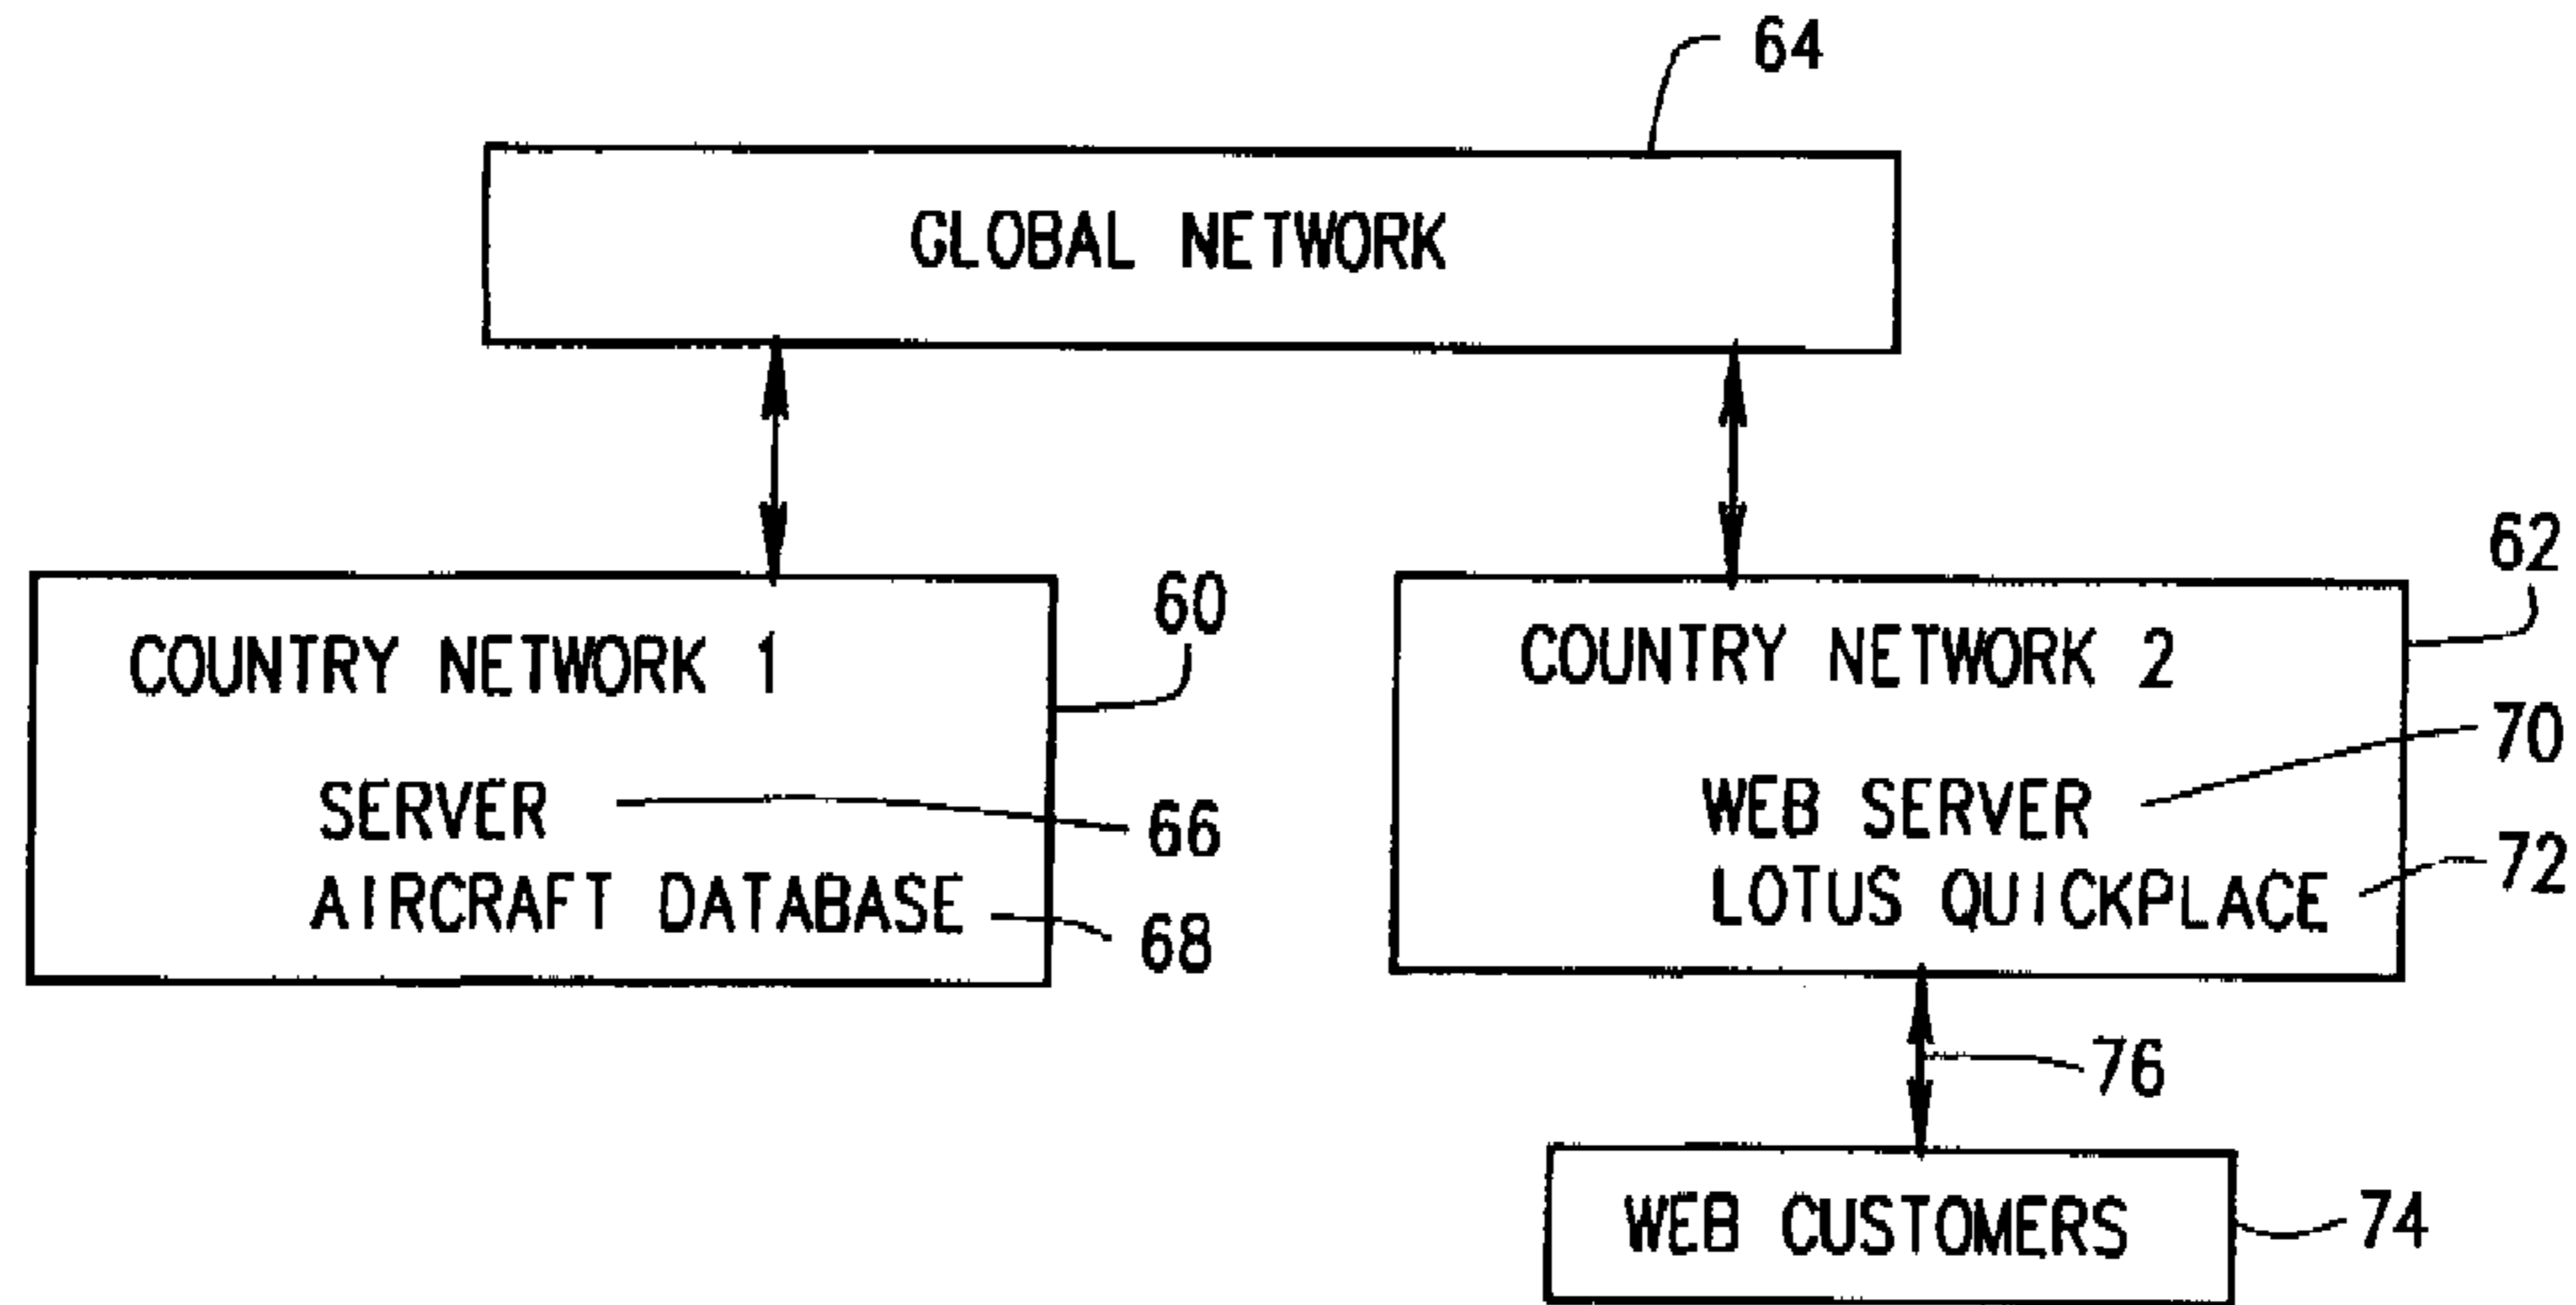 64
GLOBAL NETWORK
62
60
COUNTRY NETWORK 1
COUNTRY NETWORK 2
70
SERVER
66
WEB SERVER
72
AIRCRAFT DATABASE
68
LOTUS QUICKPLACE
76
WEB CUSTOMERS
74